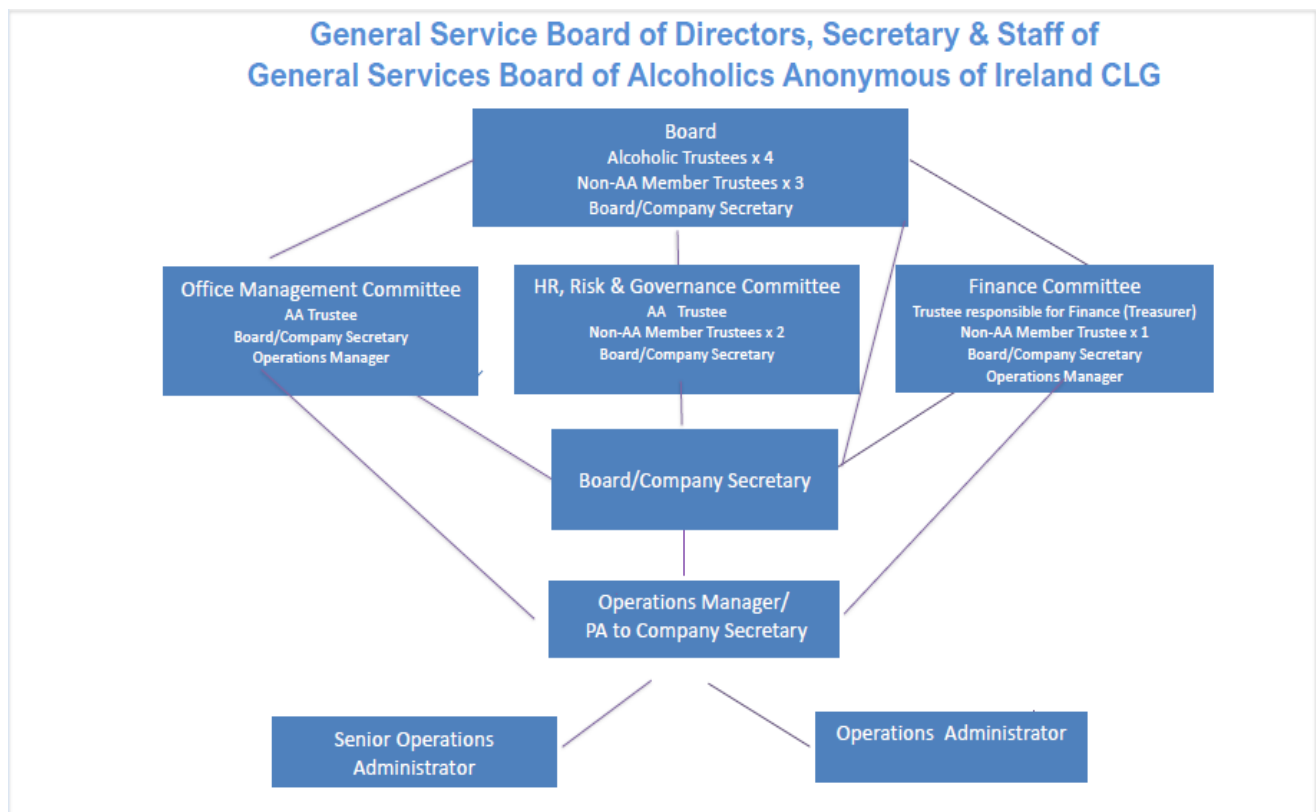 General Service Board of Directors, Secretary & Staff of
General Services Board of Alcoholics Anonymous of Ireland CLG
Board
Alcoholic Trustees x 4
Non-AA Member Trustees x 3
Board/Company Secretary
Office Management Committee
AA Trustee
Board/Company Secretary
Operations Manager
HR, Risk & Governance Committee
AA Trustee
Non-AA Member Trustees x 2
Board/Company Secretary
Finance Committee
Trustee responsible for Finance (Treasurer)
Non-AA Member Trustee x 1
Board/Company Secretary
Operations Manager
Board/Company Secretary
Operations Manager/
PA to Company Secretary
Senior Operations
Administrator
Operations Administrator